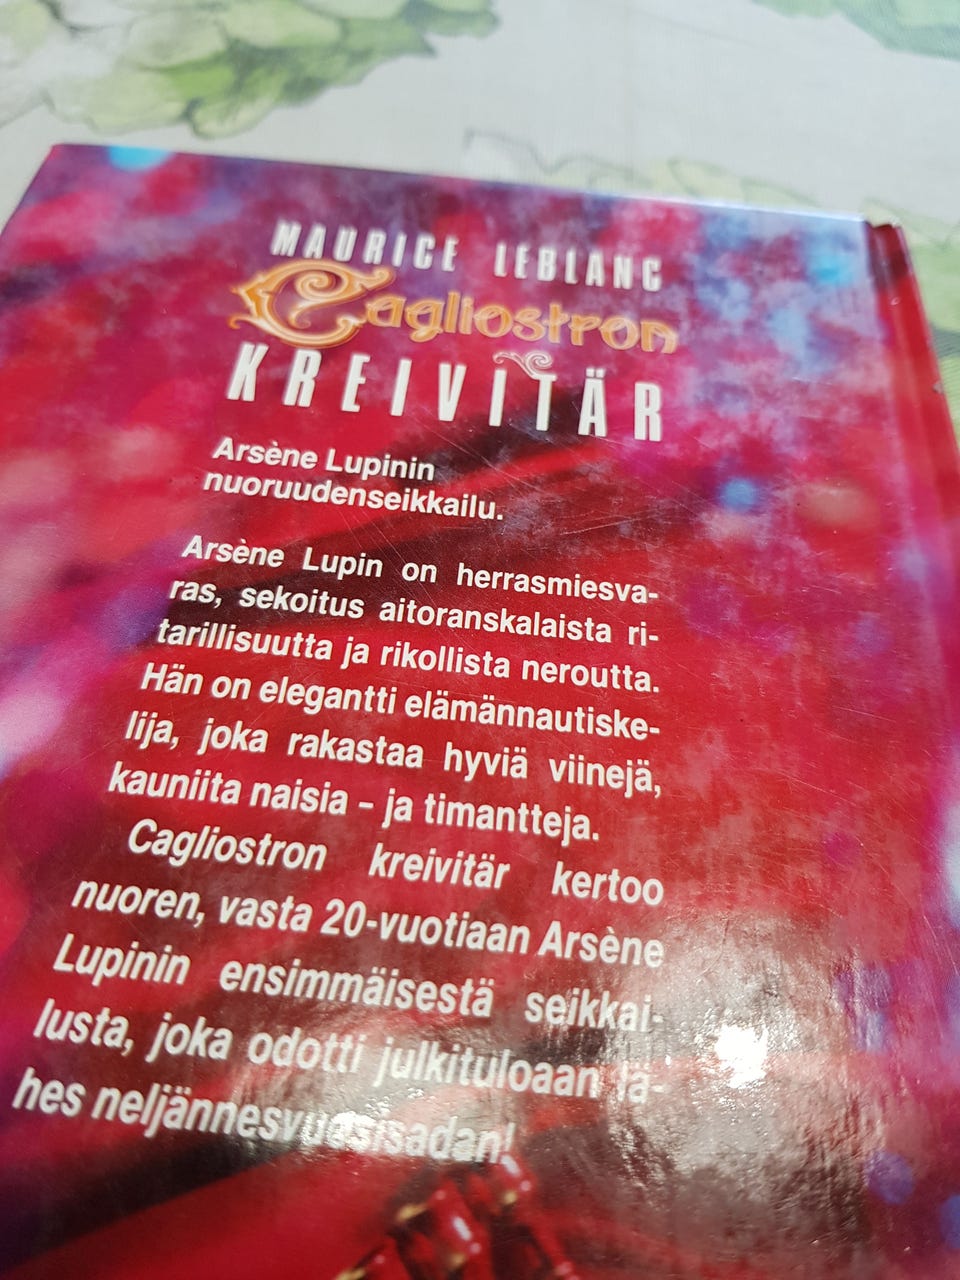 MAURICE LEBLANC
Cagliostron
KREIVITÄR
Arsène Lupinin
nuoruudenseikkailu.
Arsène Lupin on herrasmiesva-
ras, sekoitus aitoranskalaista ri-
tarillisuutta ja rikollista neroutta.
Hän on elegantti elämännautiske-
lija, joka rakastaa hyviä viinejä,
kauniita naisia – ja timantteja.
Cagliostron kreivitär kertoo
nuoren, vasta 20-vuotiaan Arsène
Lupinin ensimmäisestä seikkai-
lusta, joka odotti julkituloaan lä-
hes neljännesvuosisadan!